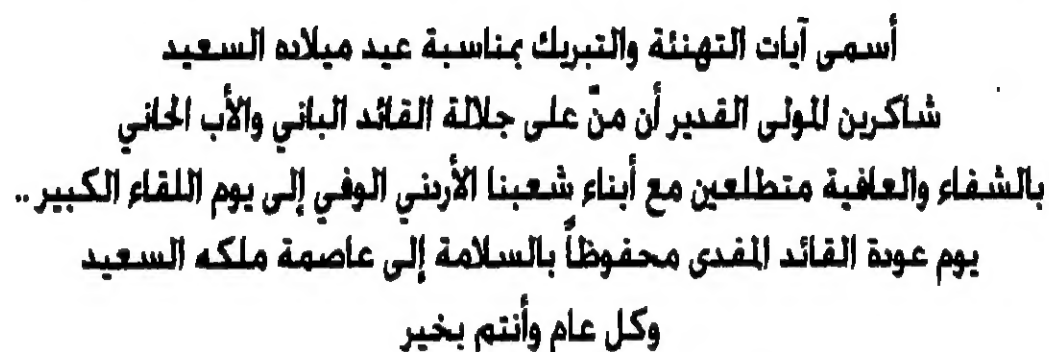 أسمى آيات التهنئة والتبريك بمناسبة عيد ميلاده السعيد
شاكرين للمولى القدير أن منّ على جلالة القائد الباني والأب الحاني
بالشفاء والعافية متطلعين مع أبناء شعبنا الأردني الوفي إلى يوم اللقاء الكبير ..
يوم عودة القائد المفدى محفوظاً بالسلامة إلى عاصمة ملكه السعيد
وكل عام وأنتم بخير